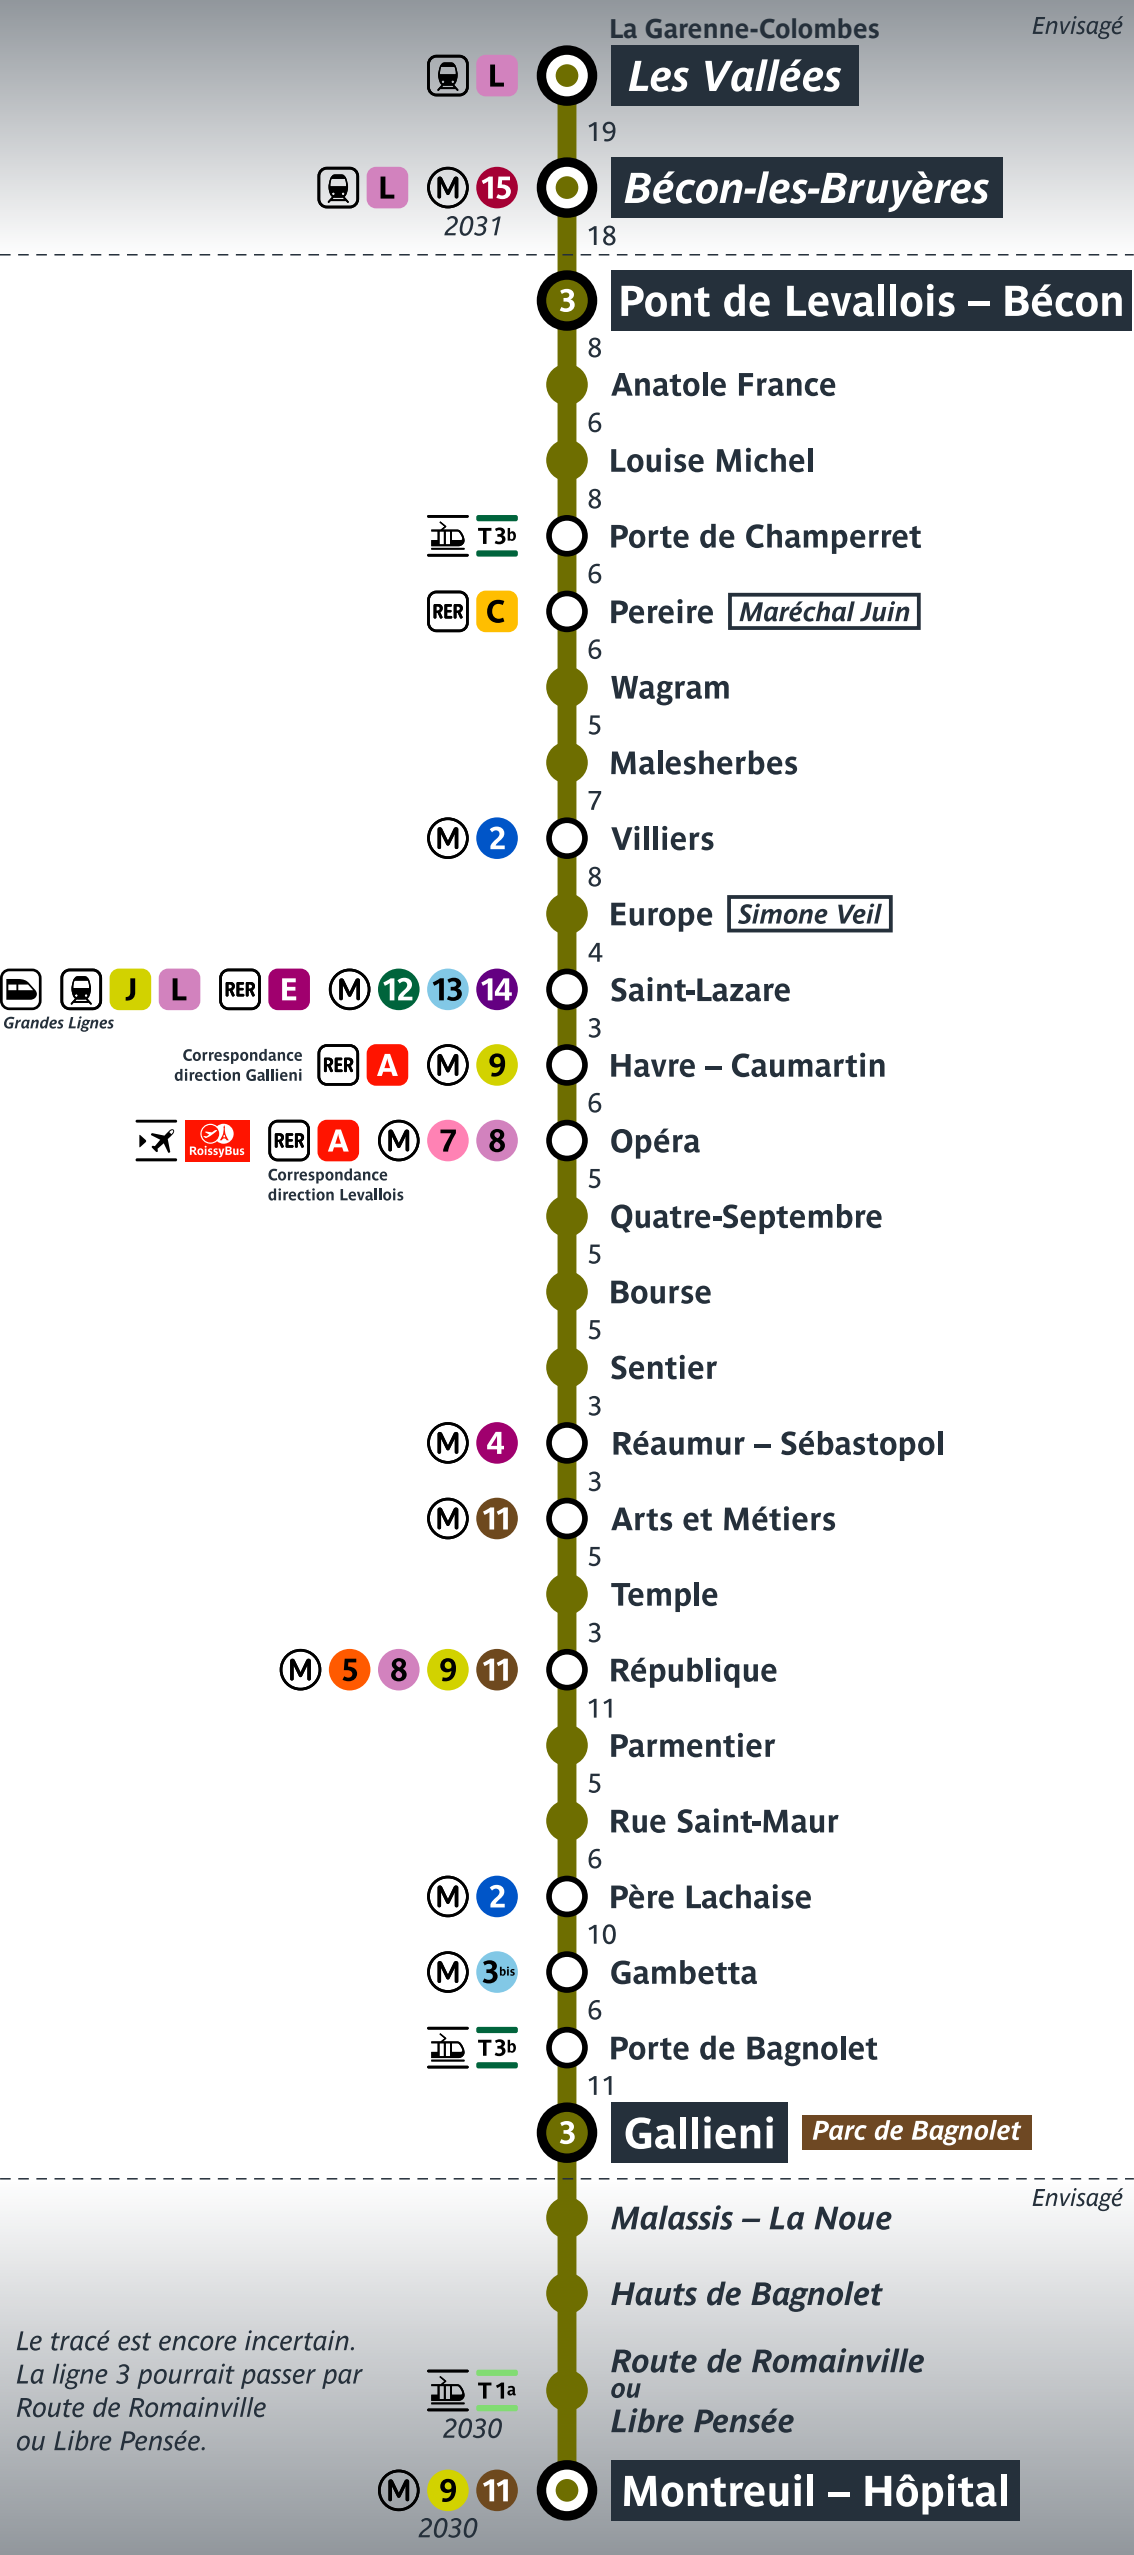 La Garenne-Colombes
Envisagé
L
Les Vallées
19
L M 15
Bécon-les-Bruyères
2031
18
3
Pont de Levallois – Bécon
8
Anatole France
6
Louise Michel
8
T3b
Porte de Champerret
6
RER C
Pereire Maréchal Juin
6
Wagram
5
Malesherbes
7
M 2
Villiers
8
Europe Simone Veil
4
J L RER E M 12 13 14
Saint-Lazare
Grandes Lignes
3
Correspondance
direction Gallieni
RER A M 9
Havre – Caumartin
6
RoissyBus
RER A M 7 8
Opéra
Correspondance
direction Levallois
5
Quatre-Septembre
5
Bourse
5
Sentier
3
M 4
Réaumur – Sébastopol
3
M 11
Arts et Métiers
5
Temple
3
M 5 8 9 11
République
11
Parmentier
5
Rue Saint-Maur
6
M 2
Père Lachaise
10
M 3bis
Gambetta
6
T3b
Porte de Bagnolet
11
3
Gallieni Parc de Bagnolet
Envisagé
Malassis – La Noue
Hauts de Bagnolet
Le tracé est encore incertain.
La ligne 3 pourrait passer par
Route de Romainville
ou Libre Pensée.
T1a
2030
Route de Romainville
ou
Libre Pensée
M 9 11
2030
Montreuil – Hôpital